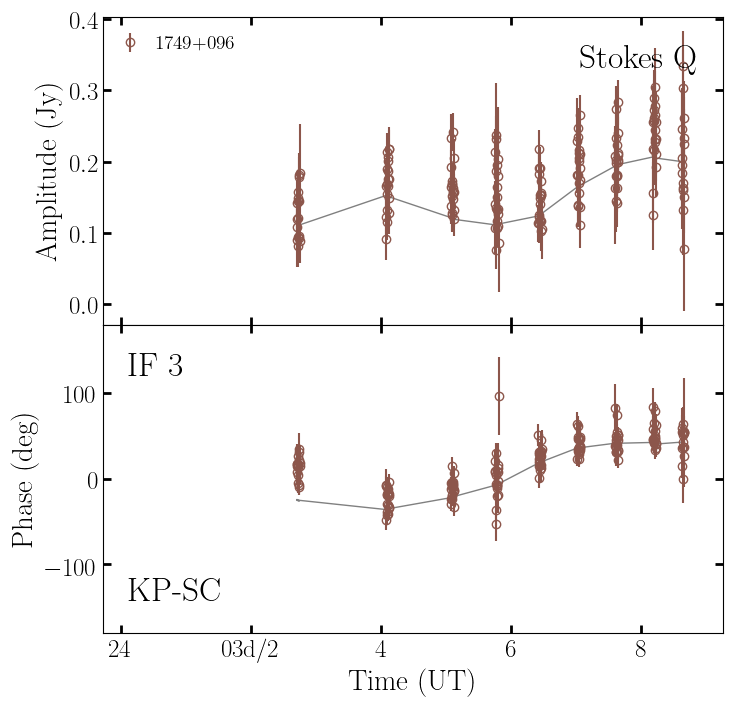 0.4
1749+096
Stokes Q
0.3
0.2
0.1
0.0
Amplitude (Jy)
IF 3
100
0
−100
Phase (deg)
KP-SC
24
03d/2
4
6
8
Time (UT)